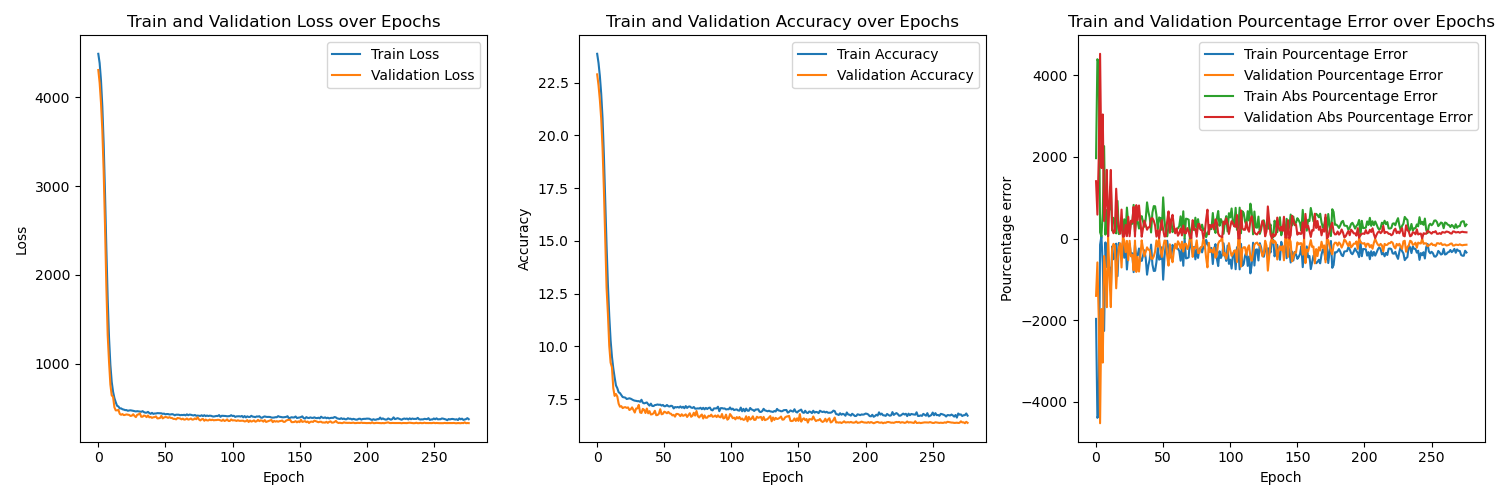 Train and Validation Loss over Epochs
Train Loss
Validation Loss
4000
3000
2000
1000
Loss
0
50
100
150
200
250
Epoch
Train and Validation Accuracy over Epochs
Train Accuracy
Validation Accuracy
22.5
20.0
17.5
15.0
12.5
10.0
7.5
Accuracy
0
50
100
150
200
250
Epoch
Train and Validation Pourcentage Error over Epochs
Train Pourcentage Error
Validation Pourcentage Error
Train Abs Pourcentage Error
Validation Abs Pourcentage Error
4000
2000
0
−2000
−4000
Pourcentage error
0
50
100
150
200
250
Epoch